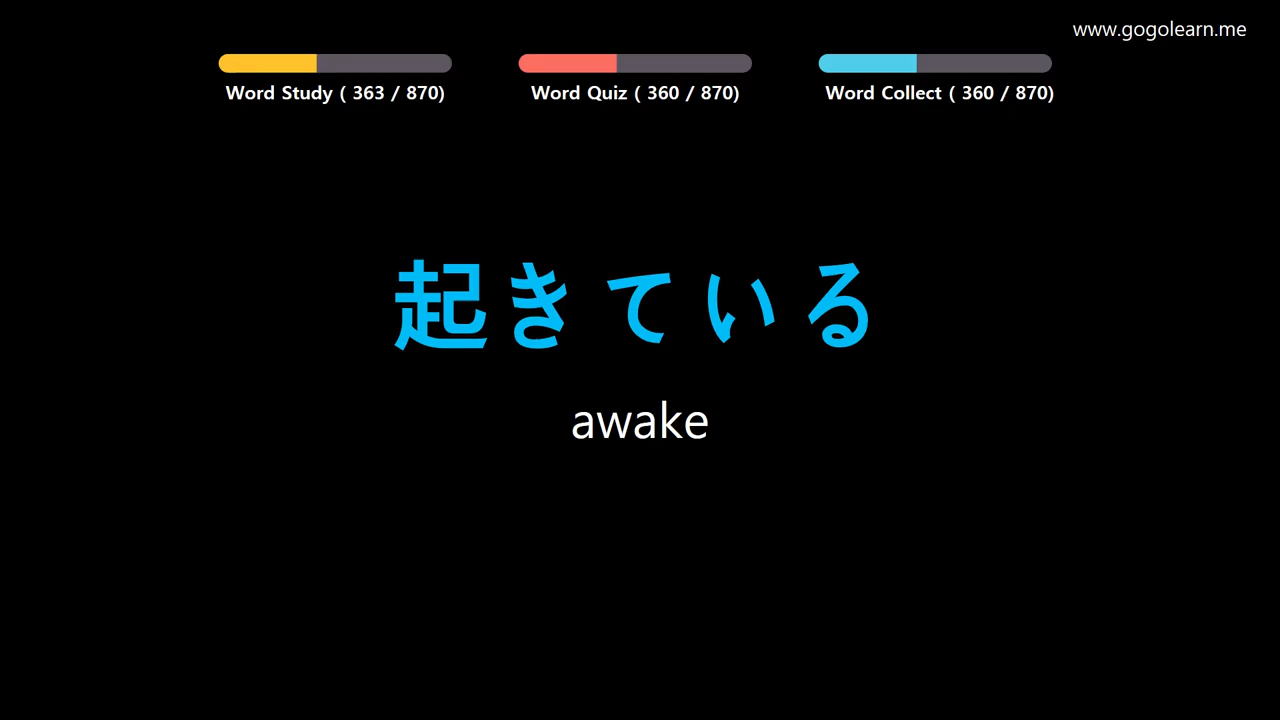 www.gogolearn.me
Word Study ( 363 / 870) Word Quiz ( 360 / 870) Word Collect ( 360 / 870)
起きている
awake